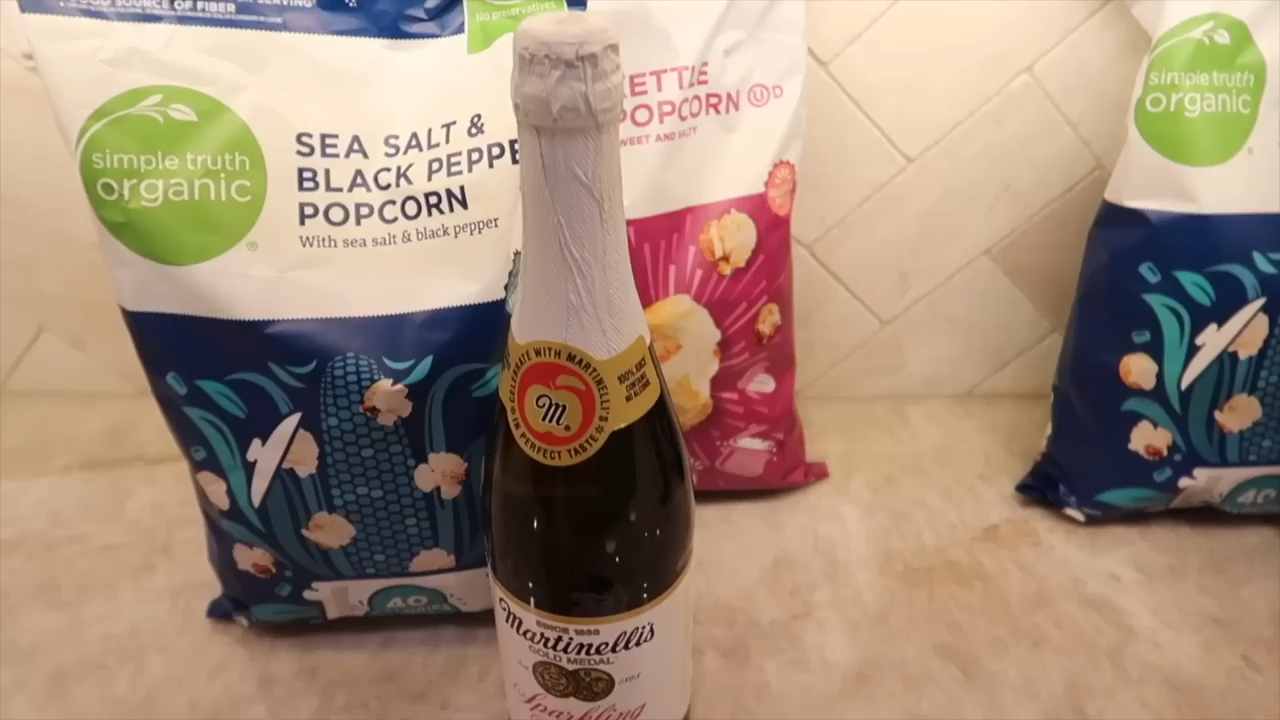 GOOD SOURCE OF FIBER
No preservatives
simple truth
organic
®
SEA SALT &
BLACK PEPPE
POPCORN
With sea salt & black pepper
40
ETTLE
POPCORN U D
WEET AND SALTY
simple truth
organic
40
CELEBRATE WITH MARTINELLI'S
IN PERFECT TASTE
M.
100% JUICE
CONTAINS
NO ALCOHOL
SINCE 1868
Martinelli's
GOLD MEDAL
Sparkling